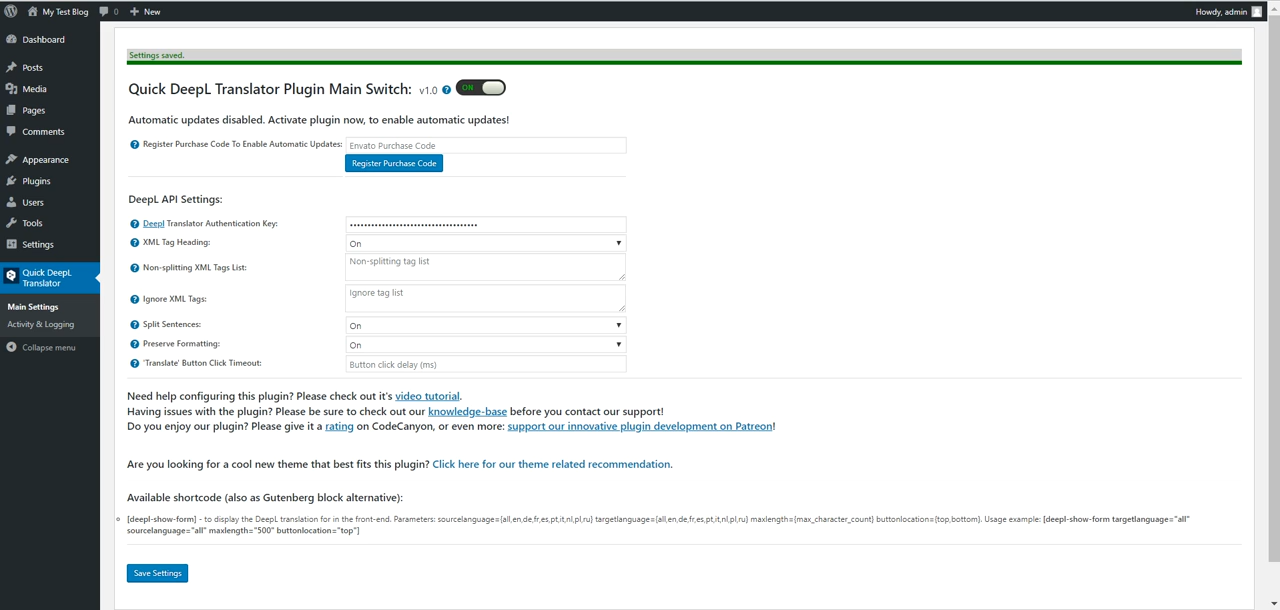 My Test Blog
0
New
Howdy, admin
Dashboard
Posts
Media
Pages
Comments
Appearance
Plugins
Users
Tools
Settings
Quick DeepL
Translator
Main Settings
Activity & Logging
Collapse menu
Settings saved.
Quick DeepL Translator Plugin Main Switch: v1.0 ? ON
Automatic updates disabled. Activate plugin now, to enable automatic updates!
? Register Purchase Code To Enable Automatic Updates: Envato Purchase Code
Register Purchase Code
DeepL API Settings:
? Deepl Translator Authentication Key: ••••••••••••••••••••••••••••••••••••
? XML Tag Heading: On
? Non-splitting XML Tags List: Non-splitting tag list
? Ignore XML Tags: Ignore tag list
? Split Sentences: On
? Preserve Formatting: On
? 'Translate' Button Click Timeout: Button click delay (ms)
Need help configuring this plugin? Please check out it's video tutorial.
Having issues with the plugin? Please be sure to check out our knowledge-base before you contact our support!
Do you enjoy our plugin? Please give it a rating on CodeCanyon, or even more: support our innovative plugin development on Patreon!
Are you looking for a cool new theme that best fits this plugin? Click here for our theme related recommendation.
Available shortcode (also as Gutenberg block alternative):
[deepl-show-form] - to display the DeepL translation for in the front-end. Parameters: sourcelanguage={all,en,de,fr,es,pt,it,nl,pl,ru} targetlanguage={all,en,de,fr,es,pt,it,nl,pl,ru} maxlength={max_character_count} buttonlocation={top,bottom}. Usage example: [deepl-show-form targetlanguage="all"
sourcelanguage="all" maxlength="500" buttonlocation="top"]
Save Settings